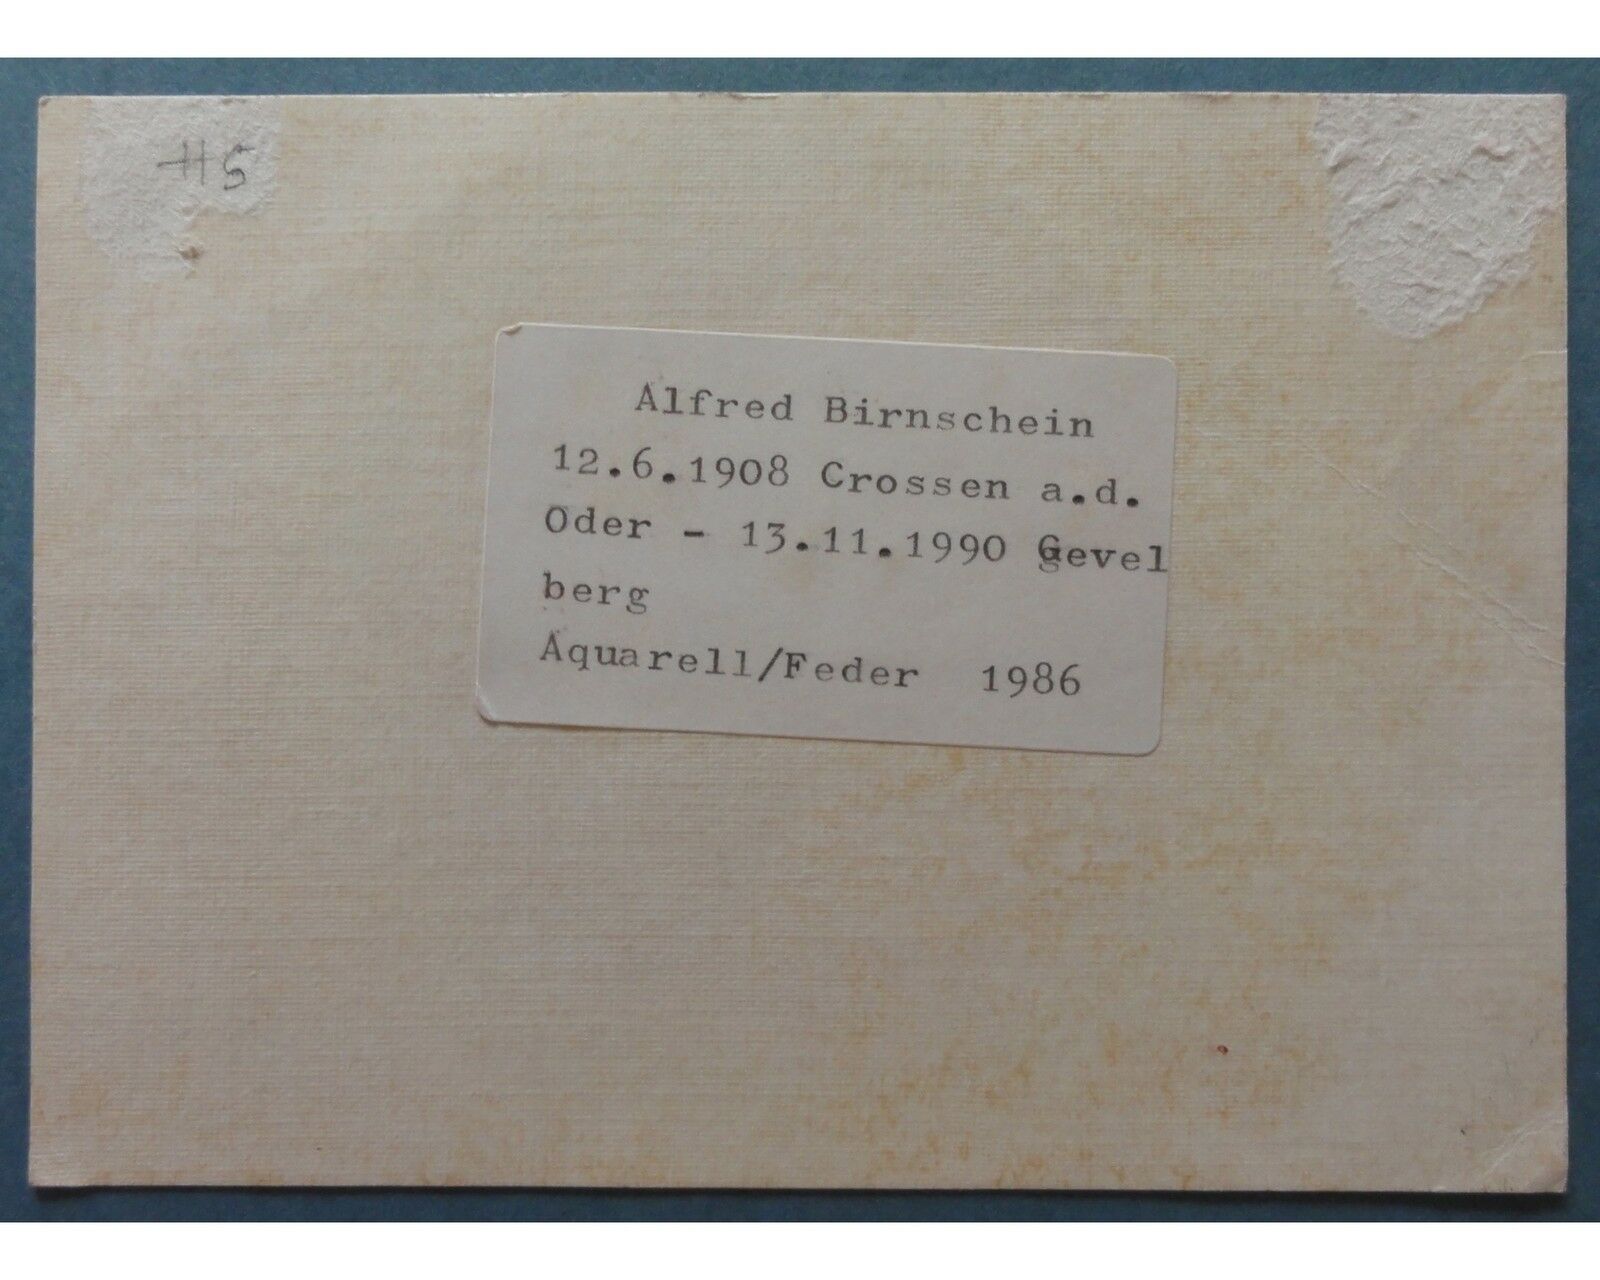 H5
Alfred Birnschein
12.6.1908 Crossen a.d.
Oder - 13.11.1990 Gevel
berg
Aquarell/Feder 1986